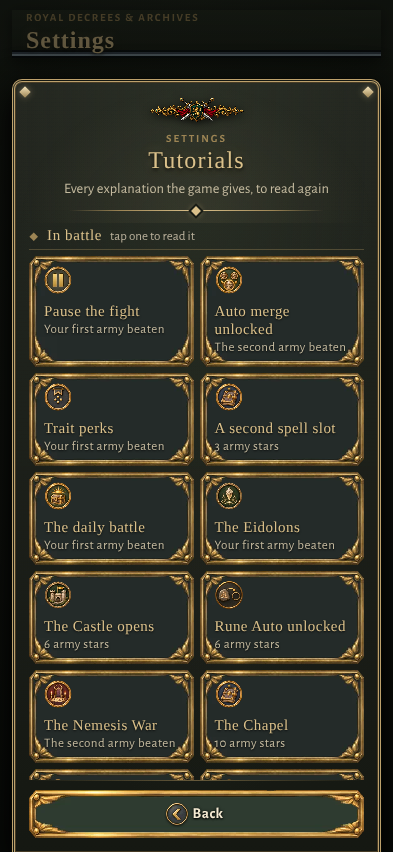 ROYAL DECREES & ARCHIVES
Settings
SETTINGS
Tutorials
Every explanation the game gives, to read again
In battle tap one to read it
Pause the fight
Your first army beaten
Auto merge
unlocked
The second army beaten
Trait perks
Your first army beaten
A second spell slot
3 army stars
The daily battle
Your first army beaten
The Eidolons
Your first army beaten
The Castle opens
6 army stars
Rune Auto unlocked
6 army stars
The Nemesis War
The second army beaten
The Chapel
10 army stars
Back